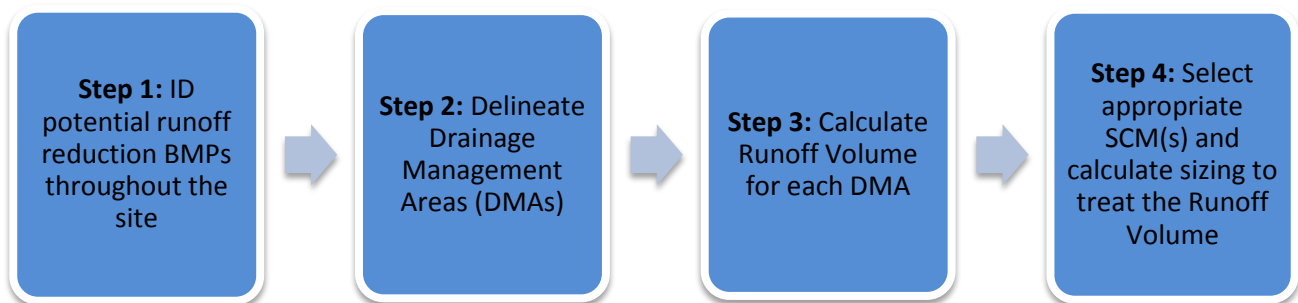 Step 1: ID
potential runoff
reduction BMPs
throughout the
site
Step 2: Delineate
Drainage
Management
Areas (DMAs)
Step 3: Calculate
Runoff Volume
for each DMA
Step 4: Select
appropriate
SCM(s) and
calculate sizing to
treat the Runoff
Volume